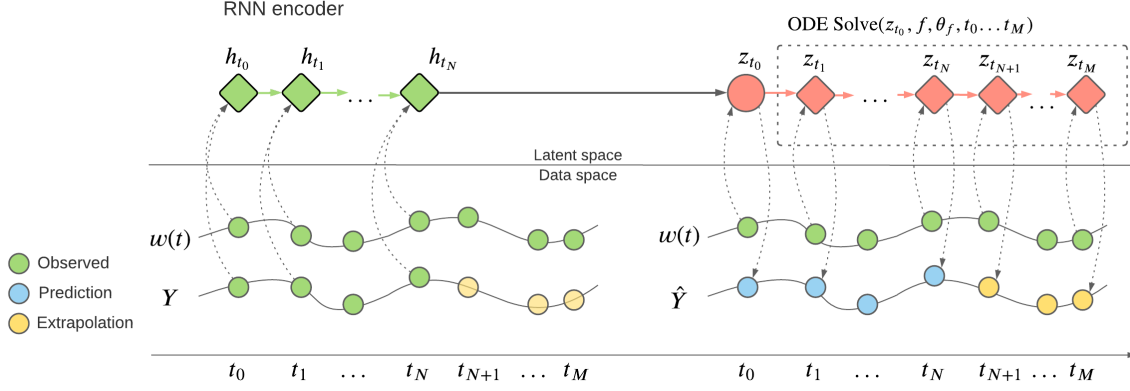 RNN encoder
ODE Solve(z_{t_0}, f, θ_f, t_0 … t_M)
h_{t_0} h_{t_1} … h_{t_N}
z_{t_0} z_{t_1} … z_{t_N} z_{t_{N+1}} … z_{t_M}
Latent space
Data space
w(t)
w(t)
Observed
Prediction
Extrapolation
Y
Ŷ
t_0 t_1 … t_N t_{N+1} … t_M
t_0 t_1 … t_N t_{N+1} … t_M